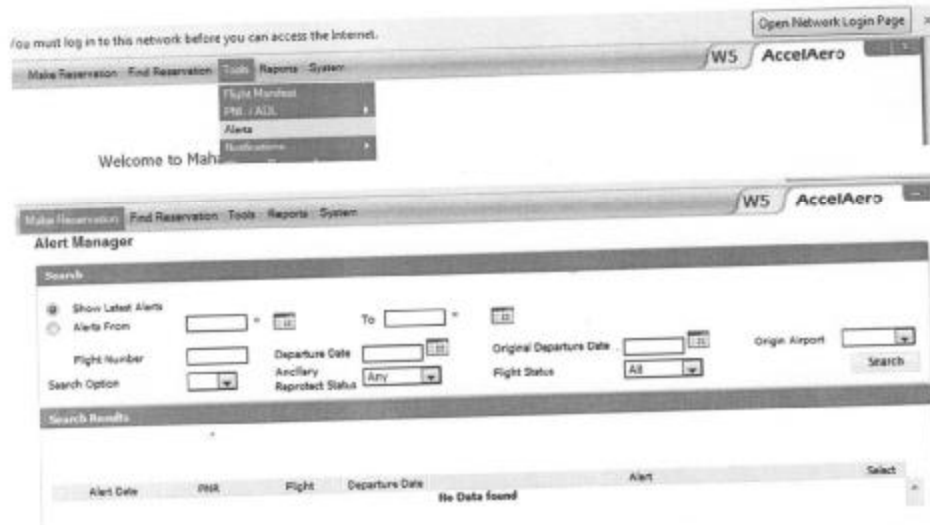 You must log in to this network before you can access the Internet.
Open Network Login Page
Make Reservation Find Reservation Tools Reports System
W5 AccelAero
Flight Manifest
PNL / ADL
Alerts
Notifications
Welcome to Maha
Make Reservation Find Reservation Tools Reports System
W5 AccelAero
Alert Manager
Search
Show Latest Alerts
Alerts From * To *
Flight Number Departure Date Original Departure Date Origin Airport
Search Option Ancillary Reprotect Status Any Flight Status All Search
Search Results
Alert Date PNR Flight Departure Date Alert Select
No Data found